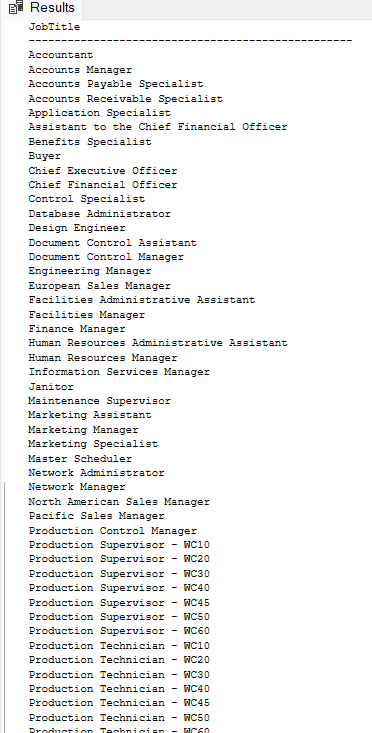 Results
JobTitle
--------------------------------------------------
Accountant
Accounts Manager
Accounts Payable Specialist
Accounts Receivable Specialist
Application Specialist
Assistant to the Chief Financial Officer
Benefits Specialist
Buyer
Chief Executive Officer
Chief Financial Officer
Control Specialist
Database Administrator
Design Engineer
Document Control Assistant
Document Control Manager
Engineering Manager
European Sales Manager
Facilities Administrative Assistant
Facilities Manager
Finance Manager
Human Resources Administrative Assistant
Human Resources Manager
Information Services Manager
Janitor
Maintenance Supervisor
Marketing Assistant
Marketing Manager
Marketing Specialist
Master Scheduler
Network Administrator
Network Manager
North American Sales Manager
Pacific Sales Manager
Production Control Manager
Production Supervisor - WC10
Production Supervisor - WC20
Production Supervisor - WC30
Production Supervisor - WC40
Production Supervisor - WC45
Production Supervisor - WC50
Production Supervisor - WC60
Production Technician - WC10
Production Technician - WC20
Production Technician - WC30
Production Technician - WC40
Production Technician - WC45
Production Technician - WC50
Production Technician - WC60